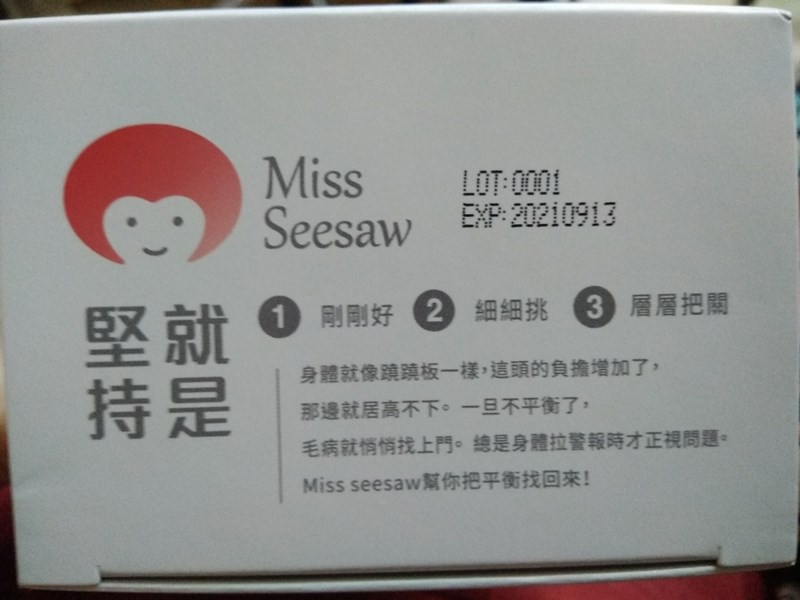 Miss
Seesaw
LOT:0001
EXP:20210913
就是
堅持
1 剛剛好 2 細細挑 3 層層把關
身體就像蹺蹺板一樣，這頭的負擔增加了，
那邊就居高不下。一旦不平衡了，
毛病就悄悄找上門。總是身體拉警報時才正視問題。
Miss seesaw幫你把平衡找回來！